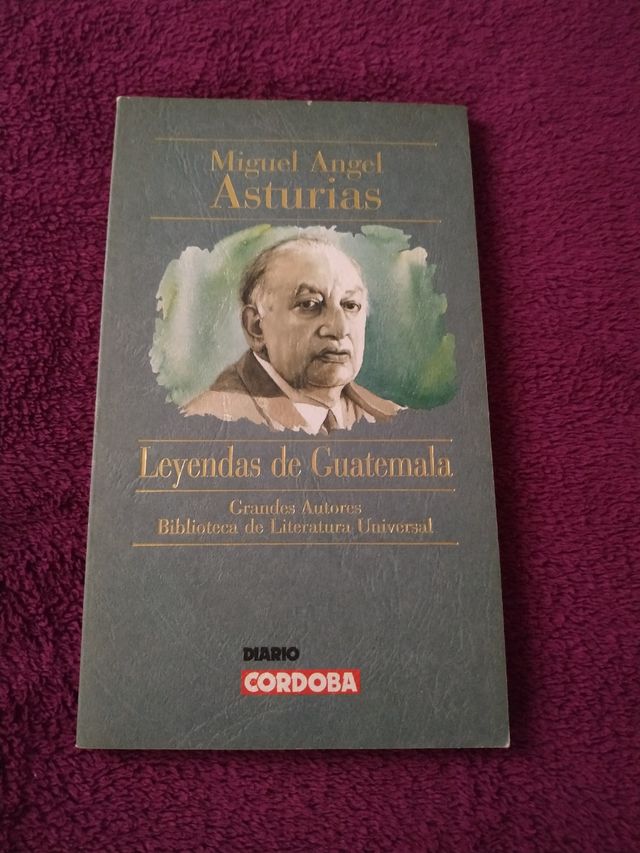 Miguel Angel
Asturias
Leyendas de Guatemala
Grandes Autores
Biblioteca de Literatura Universal
DIARIO
CORDOBA